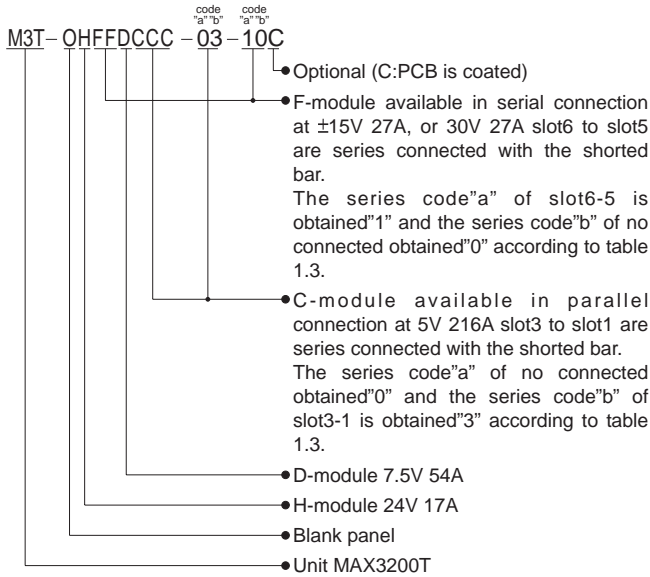 code code
"a" "b" "a" "b"
M3T – OHFFDCCC – 03 – 10C
Optional (C:PCB is coated)
F-module available in serial connection
at ±15V 27A, or 30V 27A slot6 to slot5
are series connected with the shorted
bar.
The series code"a" of slot6-5 is
obtained"1" and the series code"b" of no
connected obtained"0" according to table
1.3.
C-module available in parallel
connection at 5V 216A slot3 to slot1 are
series connected with the shorted bar.
The series code"a" of no connected
obtained"0" and the series code"b" of
slot3-1 is obtained"3" according to table
1.3.
D-module 7.5V 54A
H-module 24V 17A
Blank panel
Unit MAX3200T